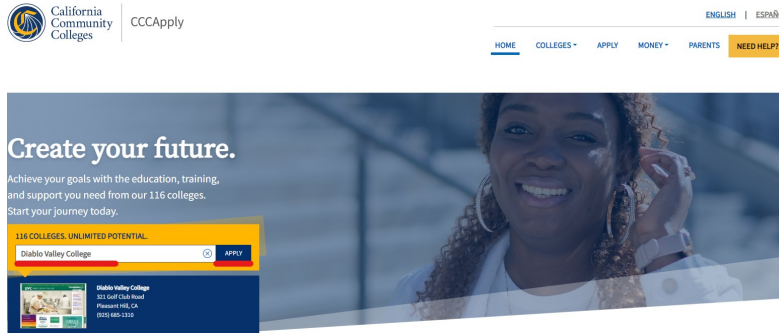 California
Community
Colleges
CCCApply
ENGLISH | ESPAÑ
HOME COLLEGES APPLY MONEY PARENTS NEED HELP?
Create your future.
Achieve your goals with the education, training,
and support you need from our 116 colleges.
Start your journey today.
116 COLLEGES. UNLIMITED POTENTIAL.
Diablo Valley College APPLY
Diablo Valley College
321 Golf Club Road
Pleasant Hill, CA
(925) 685-1310